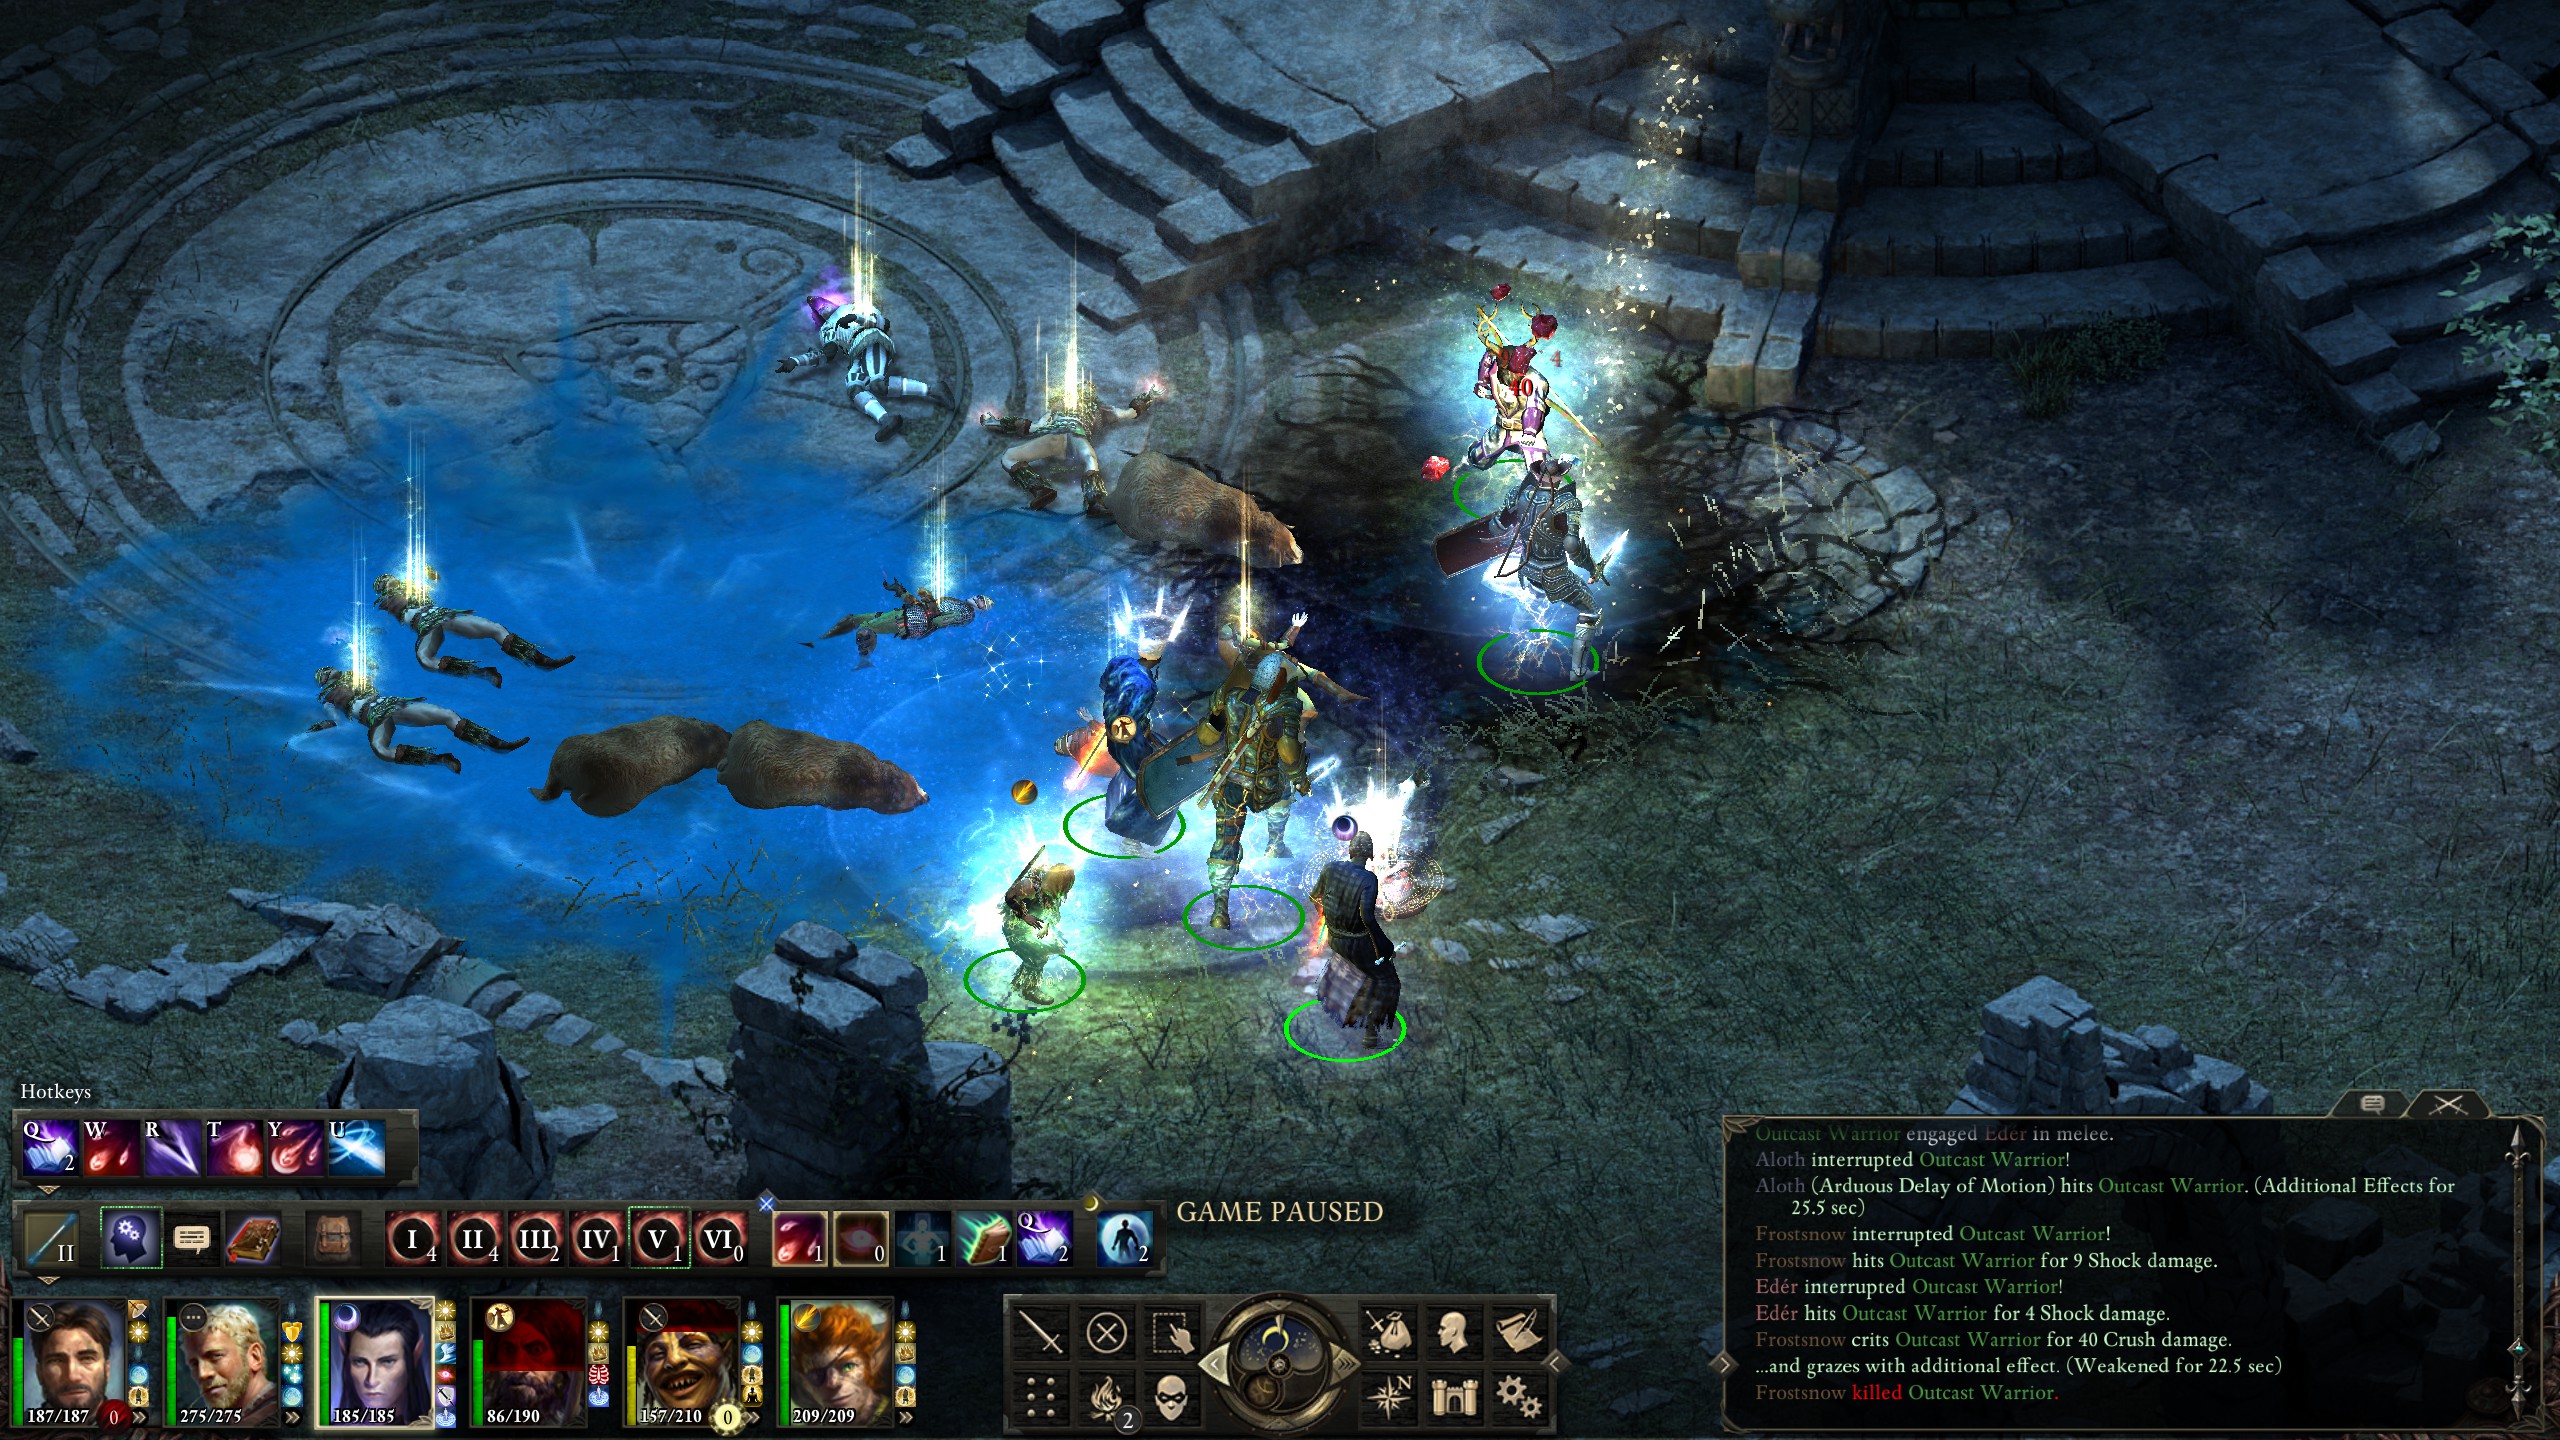 4
40
Hotkeys
Q W R T Y U
2
GAME PAUSED
II I 4 II 4 III 2 IV 1 V 1 VI 0 1 0 1 1 Q 2 2
187/187 0 275/275 185/185 86/190 157/210 0 209/209
N
2
Outcast Warrior engaged Edér in melee.
Aloth interrupted Outcast Warrior!
Aloth (Arduous Delay of Motion) hits Outcast Warrior. (Additional Effects for
25.5 sec)
Frostsnow interrupted Outcast Warrior!
Frostsnow hits Outcast Warrior for 9 Shock damage.
Edér interrupted Outcast Warrior!
Edér hits Outcast Warrior for 4 Shock damage.
Frostsnow crits Outcast Warrior for 40 Crush damage.
...and grazes with additional effect. (Weakened for 22.5 sec)
Frostsnow killed Outcast Warrior.